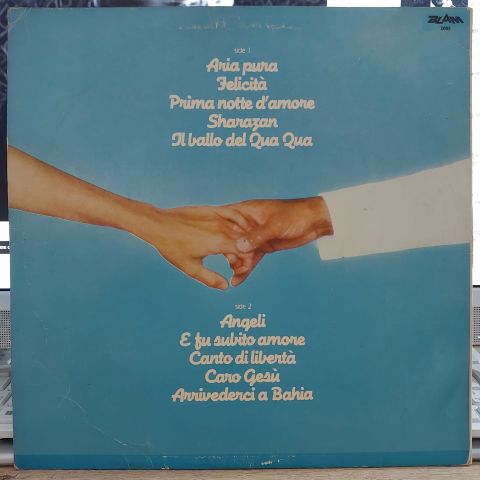 BLAM
side 1
Aria pura
Felicità
Prima notte d'amore
Sharazan
Il ballo del Qua Qua
side 2
Angeli
E fu subito amore
Canto di libertà
Caro Gesù
Arrivederci a Bahia